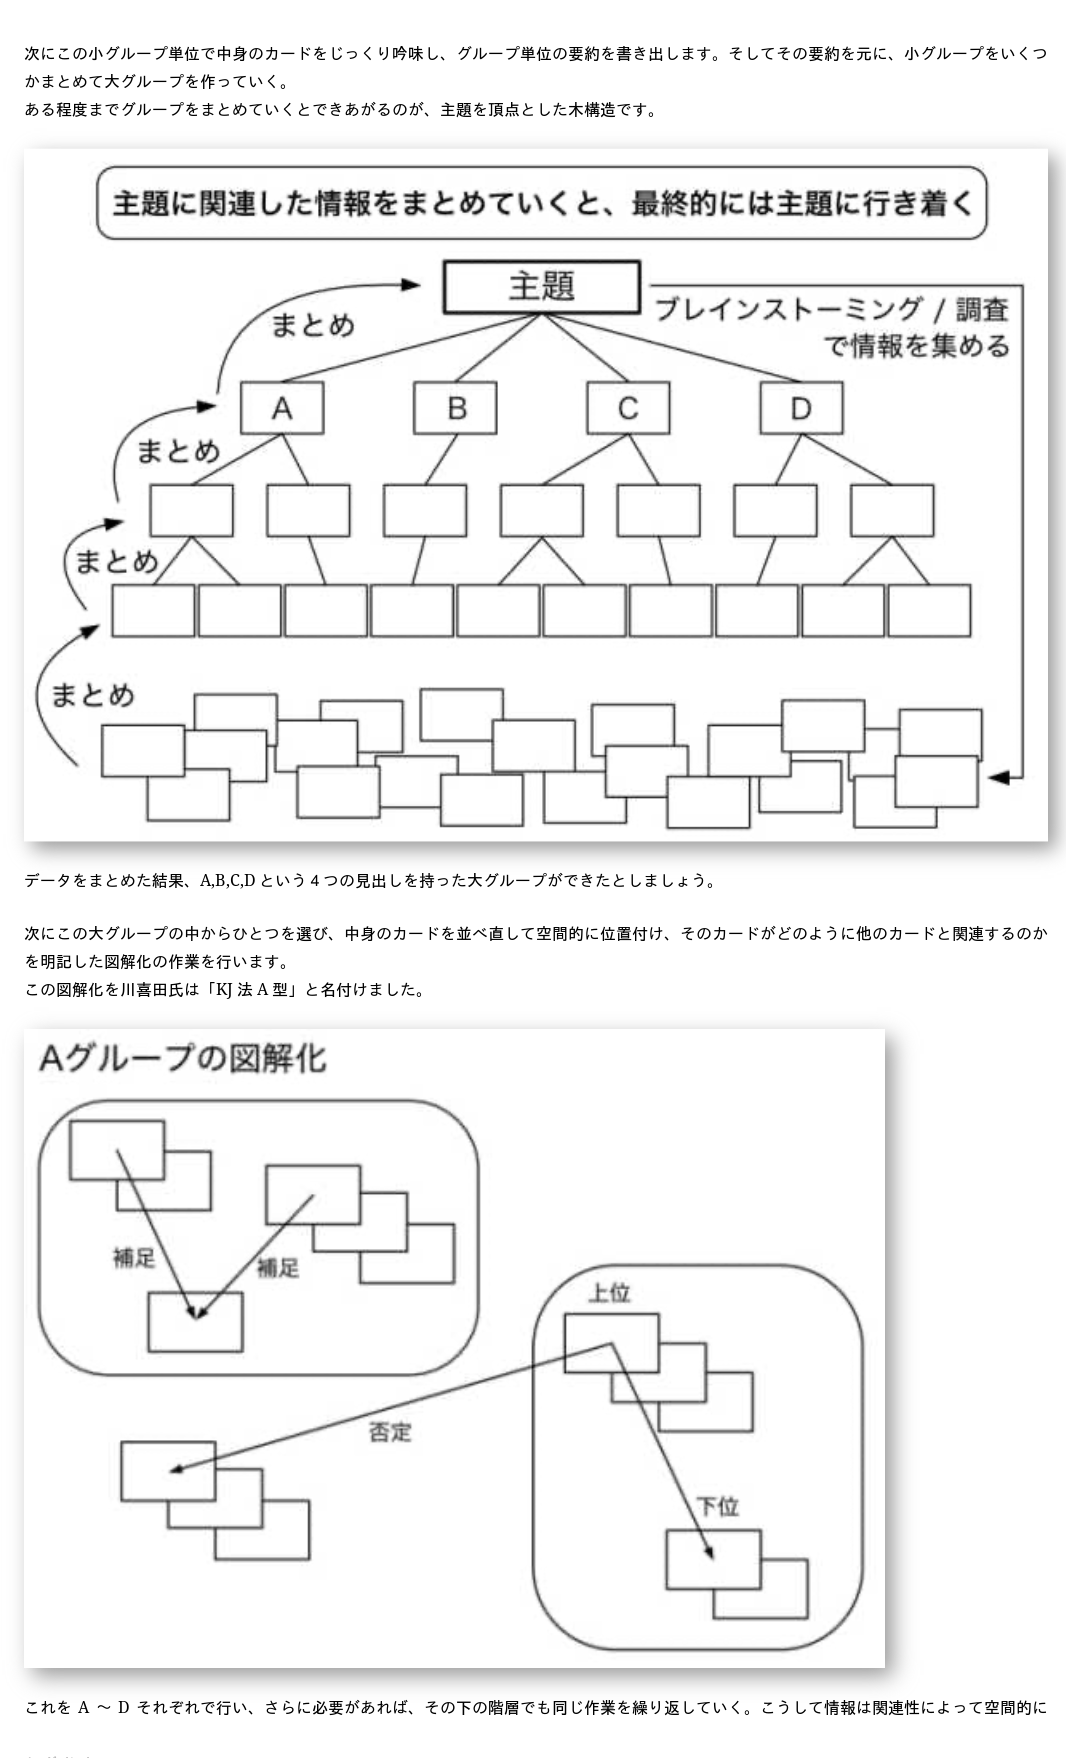 次にこの小グループ単位で中身のカードをじっくり吟味し、グループ単位の要約を書き出します。そしてその要約を元に、小グループをいくつ
かまとめて大グループを作っていく。
ある程度までグループをまとめていくとできあがるのが、主題を頂点とした木構造です。
主題に関連した情報をまとめていくと、最終的には主題に行き着く
主題
ブレインストーミング / 調査
で情報を集める
まとめ
A
B
C
D
まとめ
まとめ
まとめ
データをまとめた結果、A,B,C,D という４つの見出しを持った大グループができたとしましょう。
次にこの大グループの中からひとつを選び、中身のカードを並べ直して空間的に位置付け、そのカードがどのように他のカードと関連するのか
を明記した図解化の作業を行います。
この図解化を川喜田氏は「KJ 法 A 型」と名付けました。
Aグループの図解化
補足
補足
上位
否定
下位
これを A 〜 D それぞれで行い、さらに必要があれば、その下の階層でも同じ作業を繰り返していく。こうして情報は関連性によって空間的に